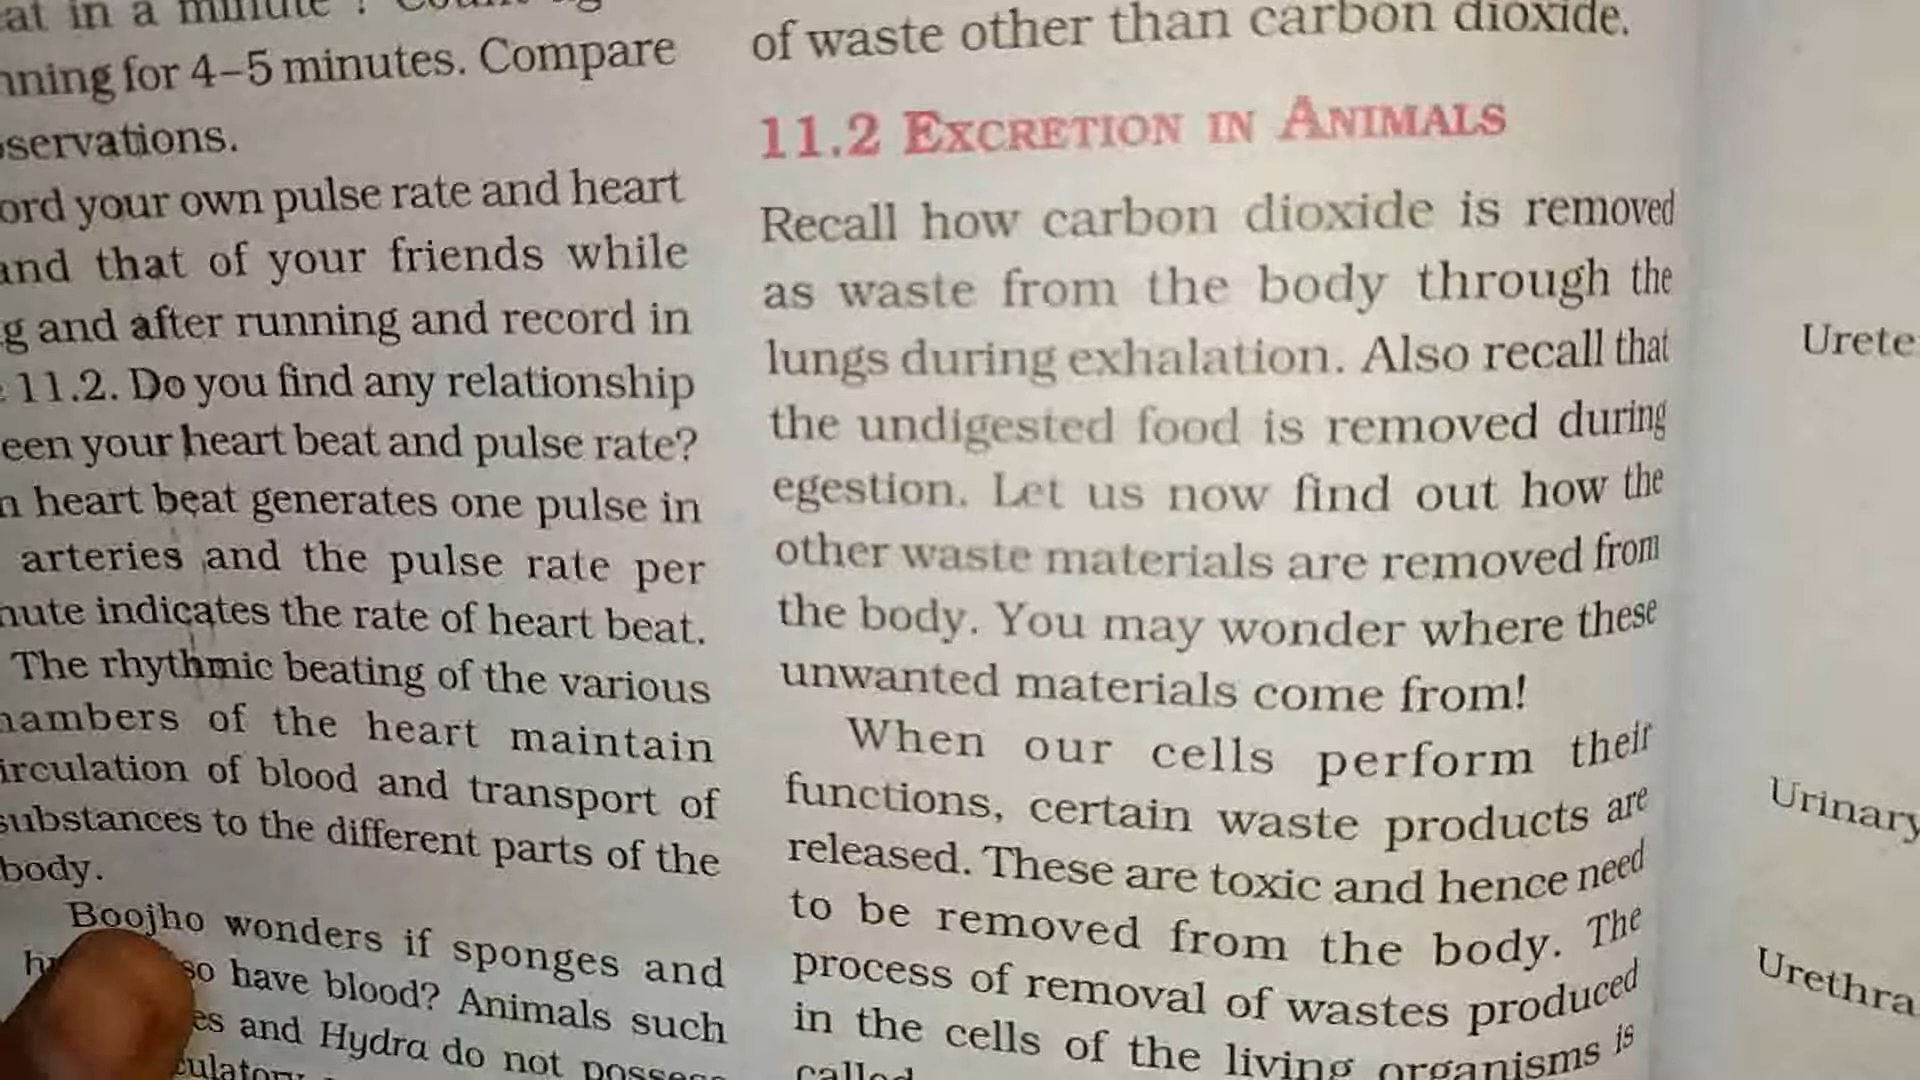 at in a minute?
ning for 4–5 minutes. Compare
servations.
ord your own pulse rate and heart
and that of your friends while
g and after running and record in
11.2. Do you find any relationship
een your heart beat and pulse rate?
n heart beat generates one pulse in
arteries and the pulse rate per
nute indicates the rate of heart beat.
The rhythmic beating of the various
hambers of the heart maintain
irculation of blood and transport of
substances to the different parts of the
body.
Boojho wonders if sponges and
so have blood? Animals such
es and Hydra do not possess
culatory
of waste other than carbon dioxide.
11.2 EXCRETION IN ANIMALS
Recall how carbon dioxide is removed
as waste from the body through the
lungs during exhalation. Also recall that
the undigested food is removed during
egestion. Let us now find out how the
other waste materials are removed from
the body. You may wonder where these
unwanted materials come from!
When our cells perform their
functions, certain waste products are
released. These are toxic and hence need
to be removed from the body. The
process of removal of wastes produced
in the cells of the living organisms is
called
Urete
Urinary
Urethra